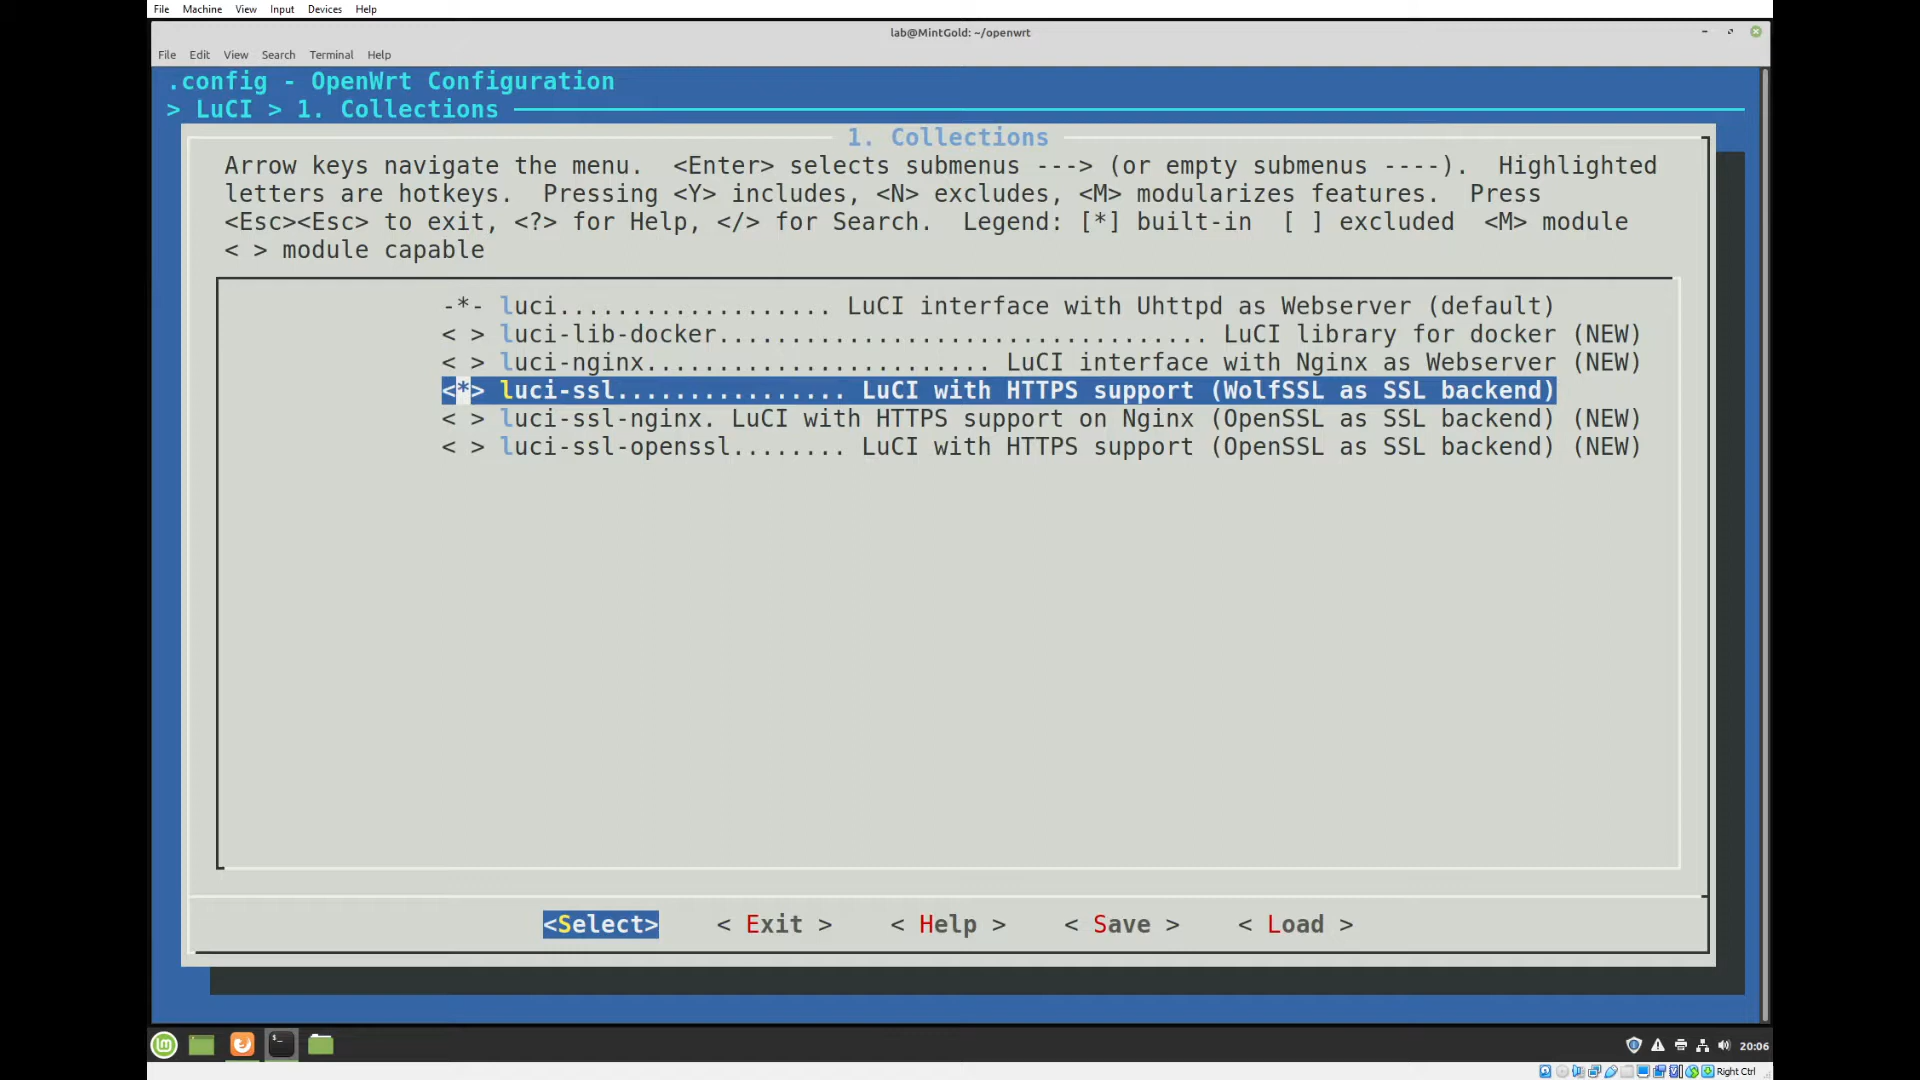 File Machine View Input Devices Help
lab@MintGold: ~/openwrt
File Edit View Search Terminal Help
.config - OpenWrt Configuration
> LuCI > 1. Collections
1. Collections
Arrow keys navigate the menu.  <Enter> selects submenus ---> (or empty submenus ----).  Highlighted
letters are hotkeys.  Pressing <Y> includes, <N> excludes, <M> modularizes features.  Press
<Esc><Esc> to exit, <?> for Help, </> for Search.  Legend: [*] built-in  [ ] excluded  <M> module
< > module capable
-*- luci................... LuCI interface with Uhttpd as Webserver (default)
< > luci-lib-docker.................................. LuCI library for docker (NEW)
< > luci-nginx........................ LuCI interface with Nginx as Webserver (NEW)
<*> luci-ssl................ LuCI with HTTPS support (WolfSSL as SSL backend)
< > luci-ssl-nginx. LuCI with HTTPS support on Nginx (OpenSSL as SSL backend) (NEW)
< > luci-ssl-openssl........ LuCI with HTTPS support (OpenSSL as SSL backend) (NEW)
<Select> < Exit > < Help > < Save > < Load >
20:06
Right Ctrl